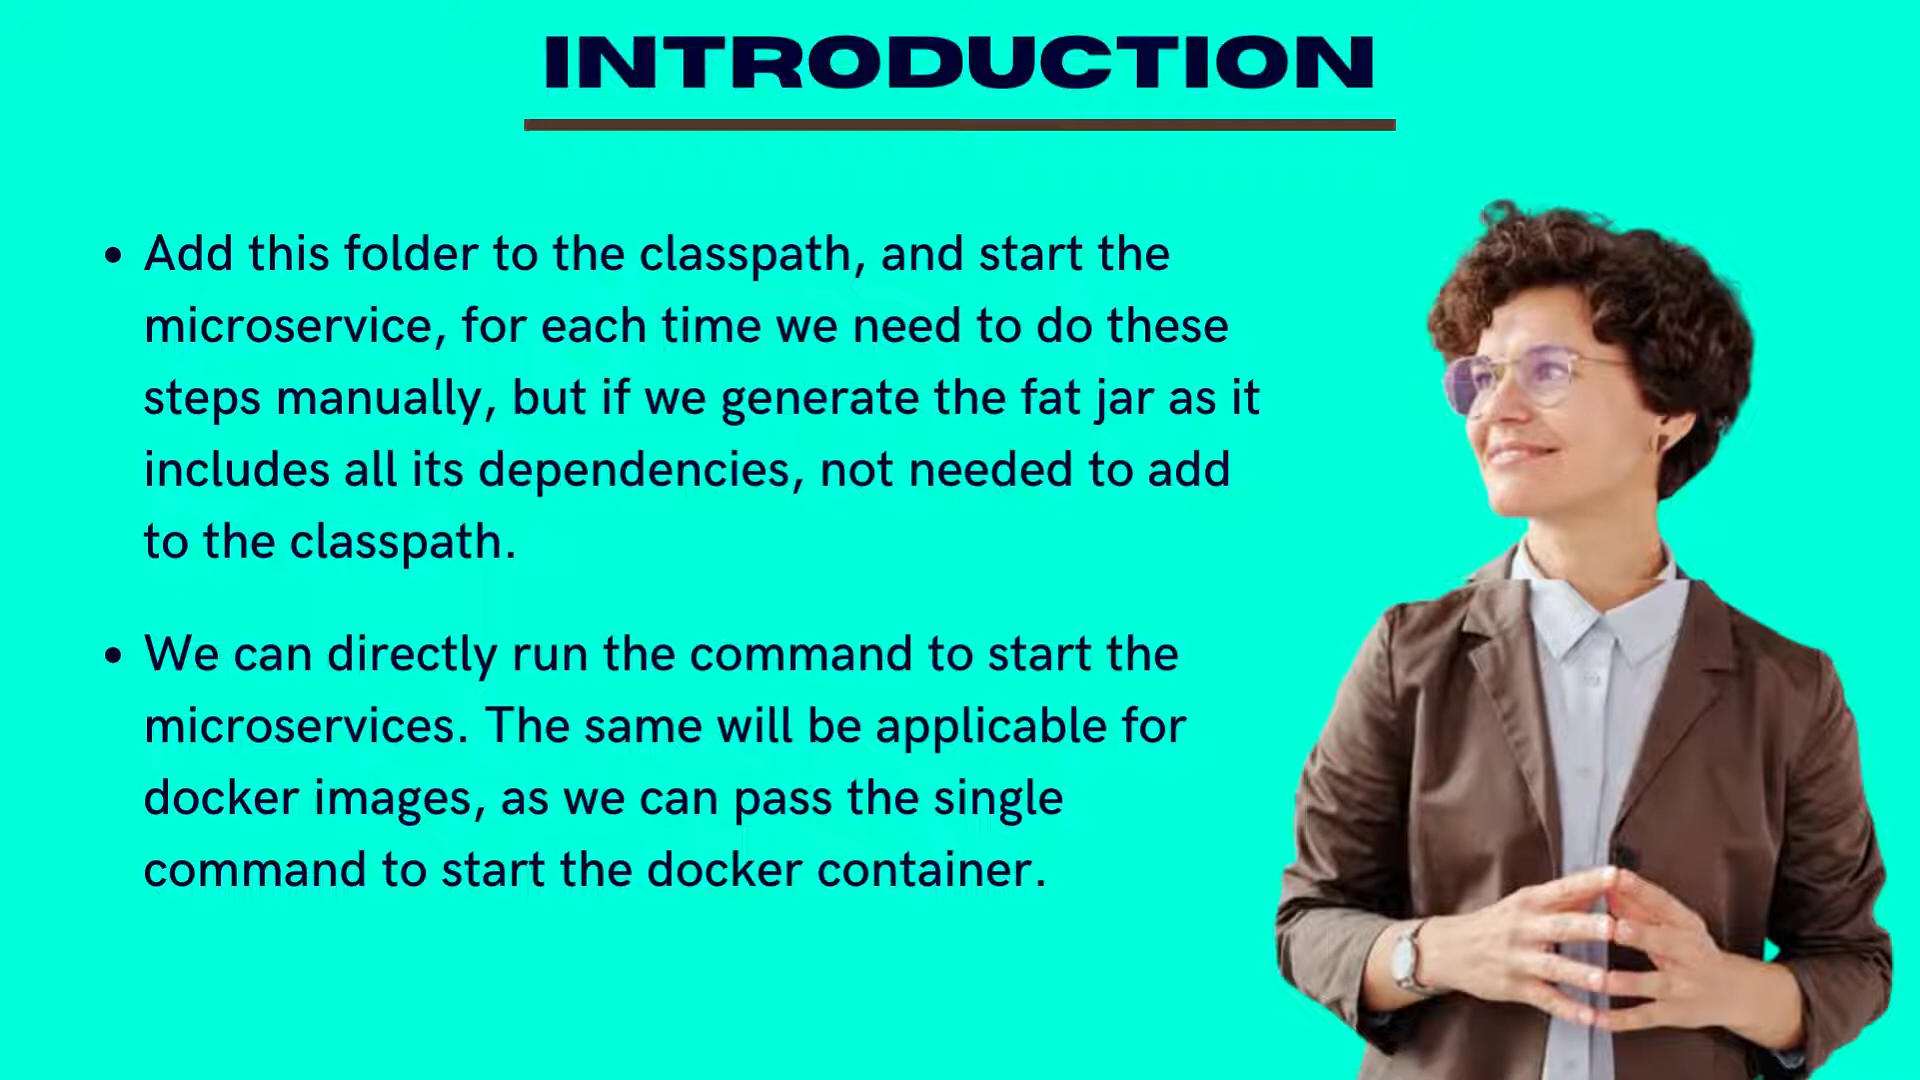 INTRODUCTION
• Add this folder to the classpath, and start the
microservice, for each time we need to do these
steps manually, but if we generate the fat jar as it
includes all its dependencies, not needed to add
to the classpath.
• We can directly run the command to start the
microservices. The same will be applicable for
docker images, as we can pass the single
command to start the docker container.